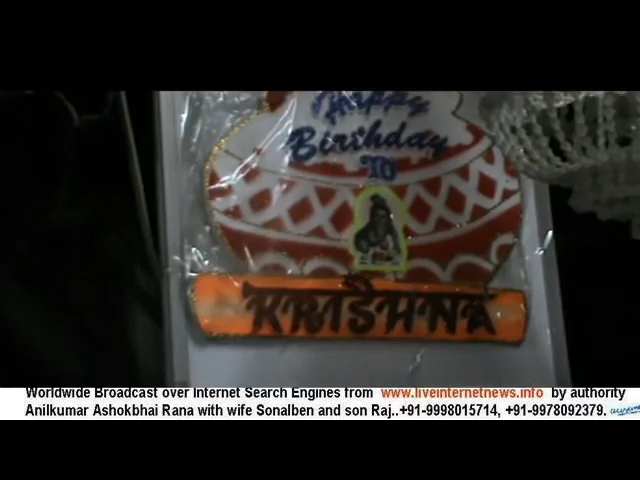 Happy
Birthday
To
KRISHNA
Worldwide Broadcast over Internet Search Engines from www.liveinternetnews.info by authority
Anilkumar Ashokbhai Rana with wife Sonalben and son Raj..+91-9998015714, +91-9978092379.